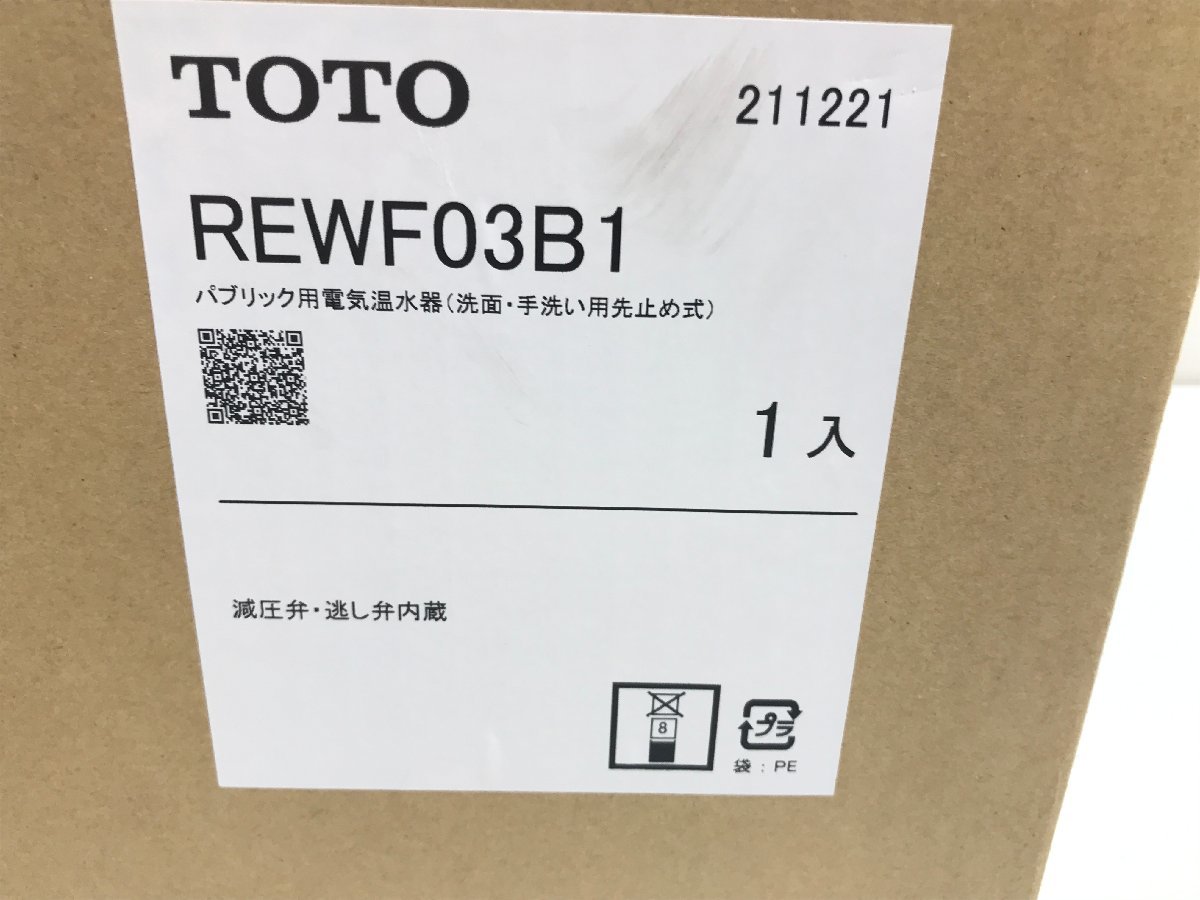 TOTO
211221
REWF03B1
パブリック用電気温水器(洗面・手洗い用先止め式)
1入
減圧弁・逃し弁内蔵
8
プラ
袋：PE